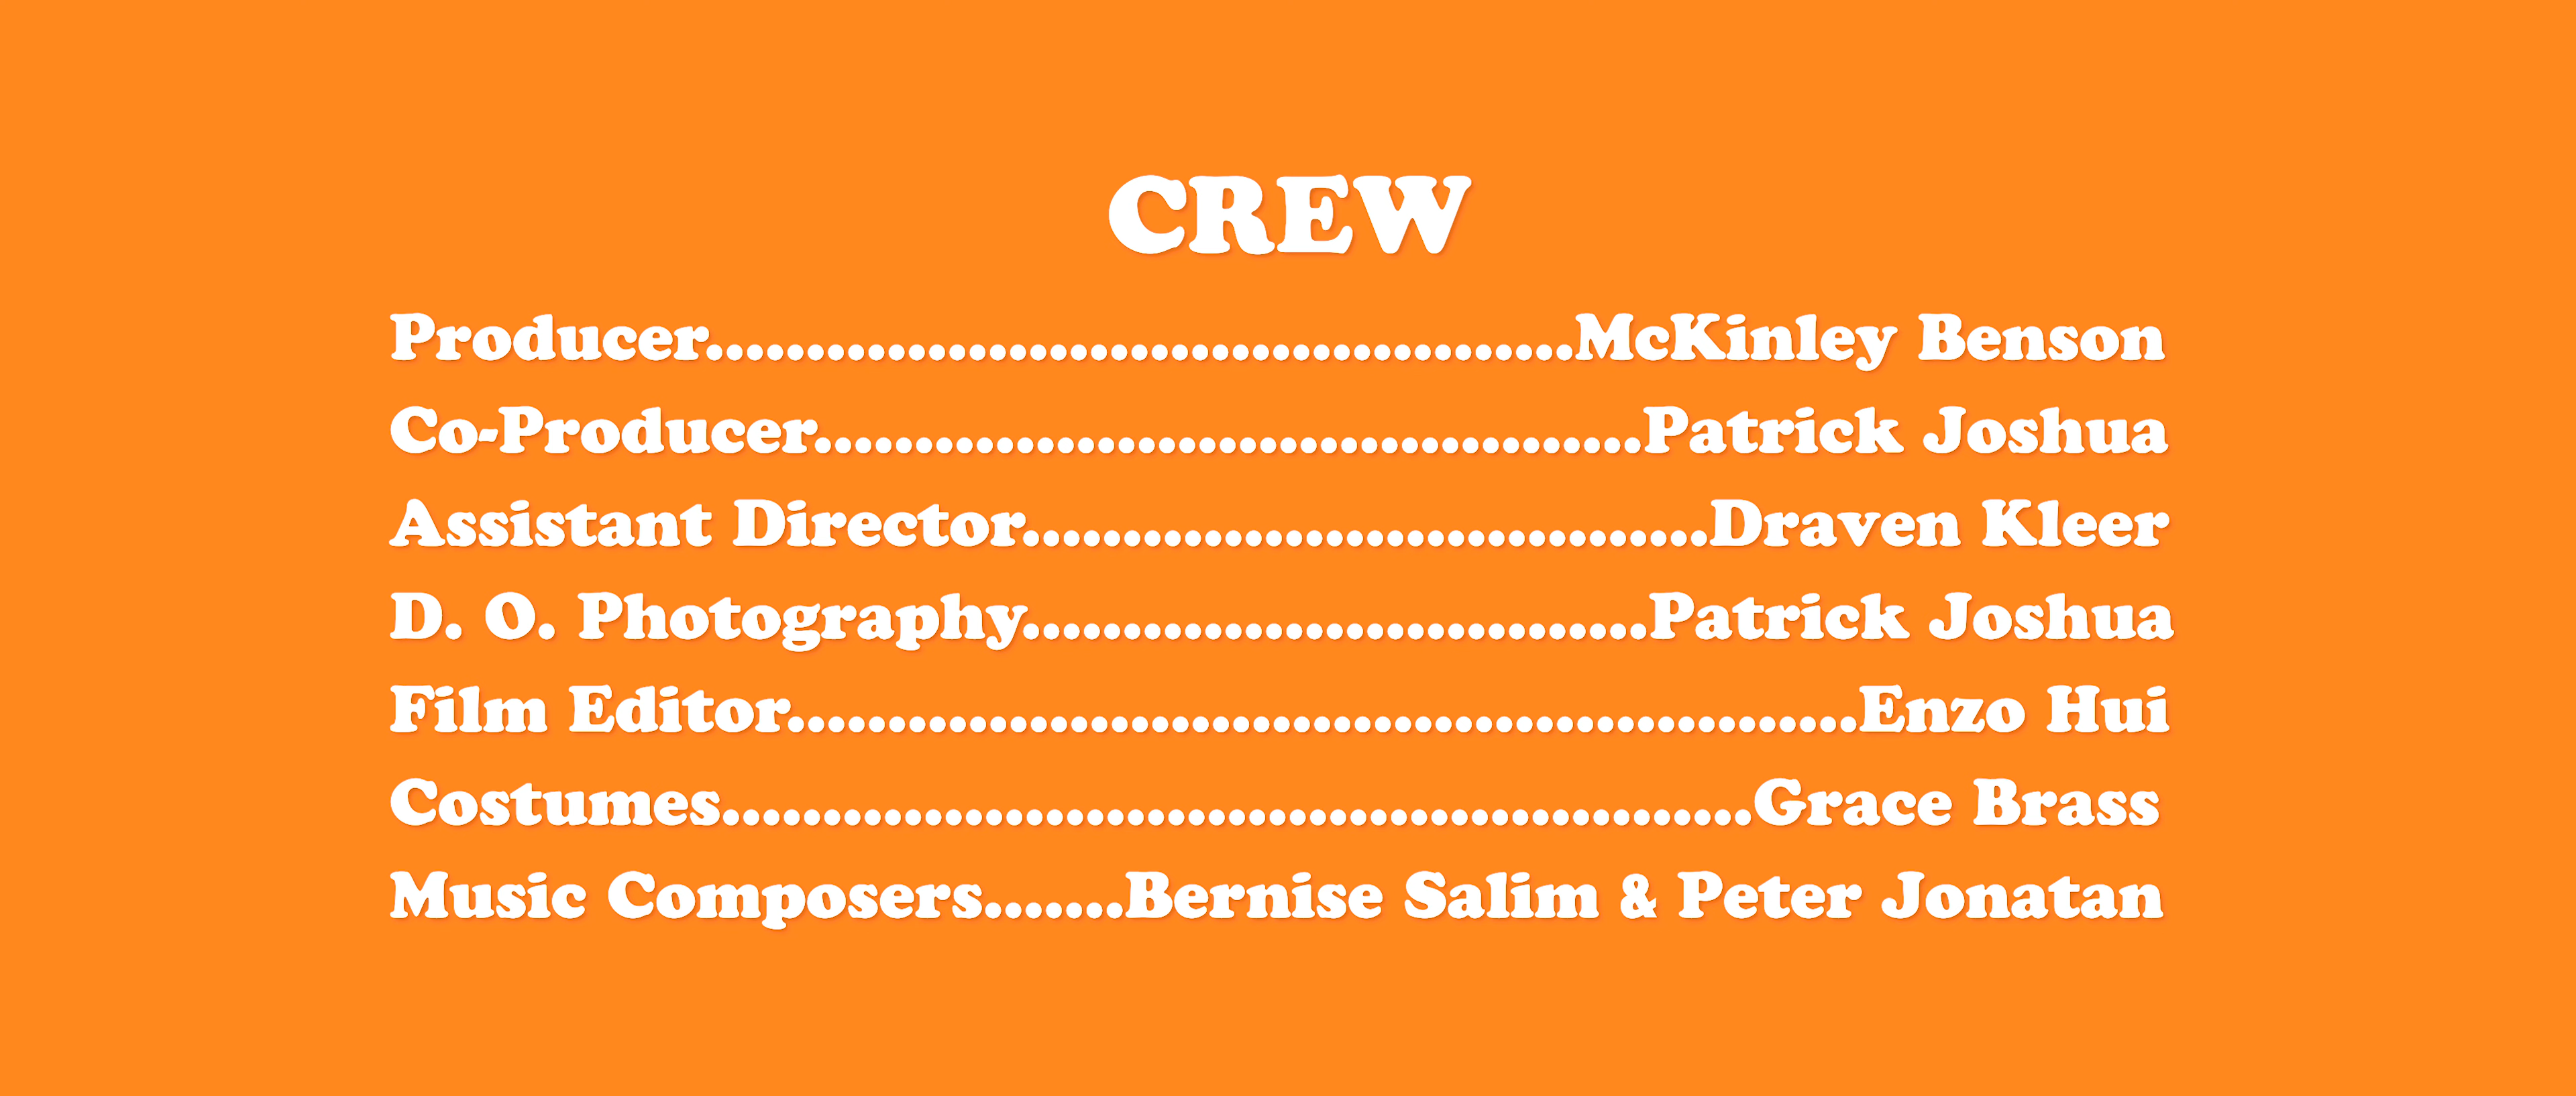 CREW
Producer...........................................McKinley Benson
Co-Producer.........................................Patrick Joshua
Assistant Director..................................Draven Kleer
D. O. Photography...............................Patrick Joshua
Film Editor.....................................................Enzo Hui
Costumes...................................................Grace Brass
Music Composers.......Bernise Salim & Peter Jonatan